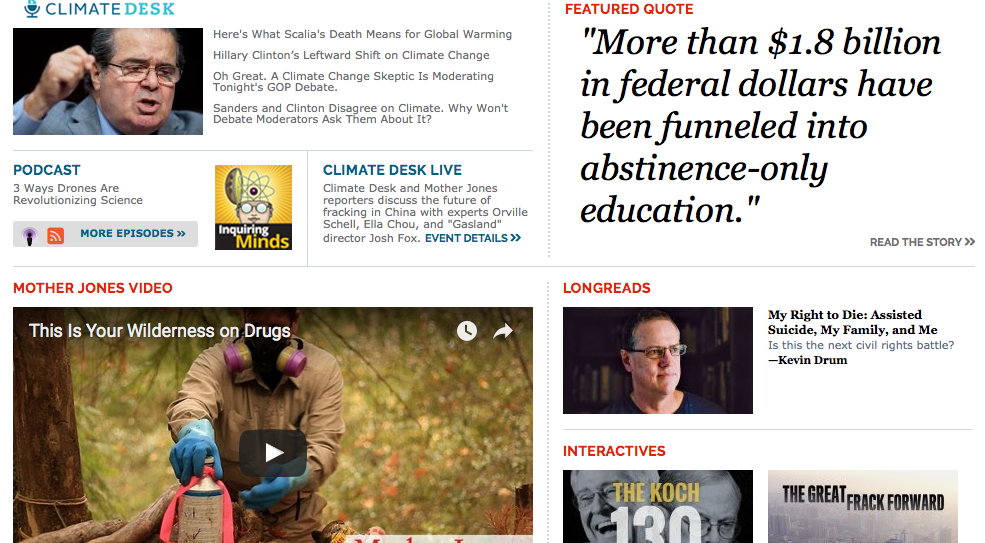 CLIMATE DESK
Here's What Scalia's Death Means for Global Warming
Hillary Clinton's Leftward Shift on Climate Change
Oh Great. A Climate Change Skeptic Is Moderating
Tonight's GOP Debate.
Sanders and Clinton Disagree on Climate. Why Won't
Debate Moderators Ask Them About It?
FEATURED QUOTE
"More than $1.8 billion
in federal dollars have
been funneled into
abstinence-only
education."
READ THE STORY »
PODCAST
3 Ways Drones Are
Revolutionizing Science
MORE EPISODES »
Inquiring
Minds
CLIMATE DESK LIVE
Climate Desk and Mother Jones
reporters discuss the future of
fracking in China with experts Orville
Schell, Ella Chou, and "Gasland"
director Josh Fox. EVENT DETAILS »
MOTHER JONES VIDEO
This Is Your Wilderness on Drugs
LONGREADS
My Right to Die: Assisted
Suicide, My Family, and Me
Is this the next civil rights battle?
—Kevin Drum
INTERACTIVES
THE KOCH
130
THE GREAT FRACK FORWARD